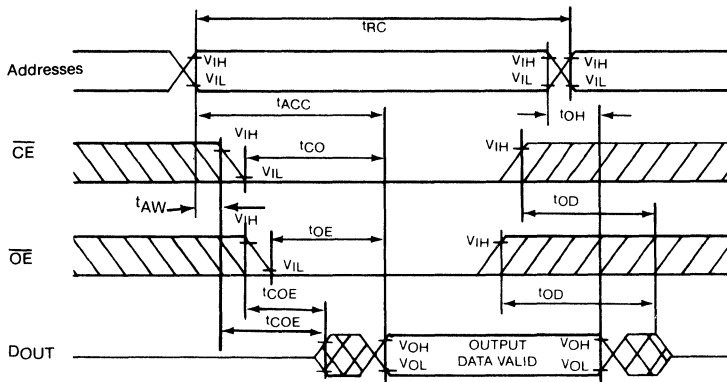 tRC
Addresses
VIH
VIL
VIH
VIL
VIH
VIL
tACC
tOH
CE
VIH
tCO
VIL
VIH
tAW
tOD
OE
VIH
tOE
VIL
VIH
tOD
tCOE
tCOE
DOUT
VOH
VOL
OUTPUT
DATA VALID
VOH
VOL